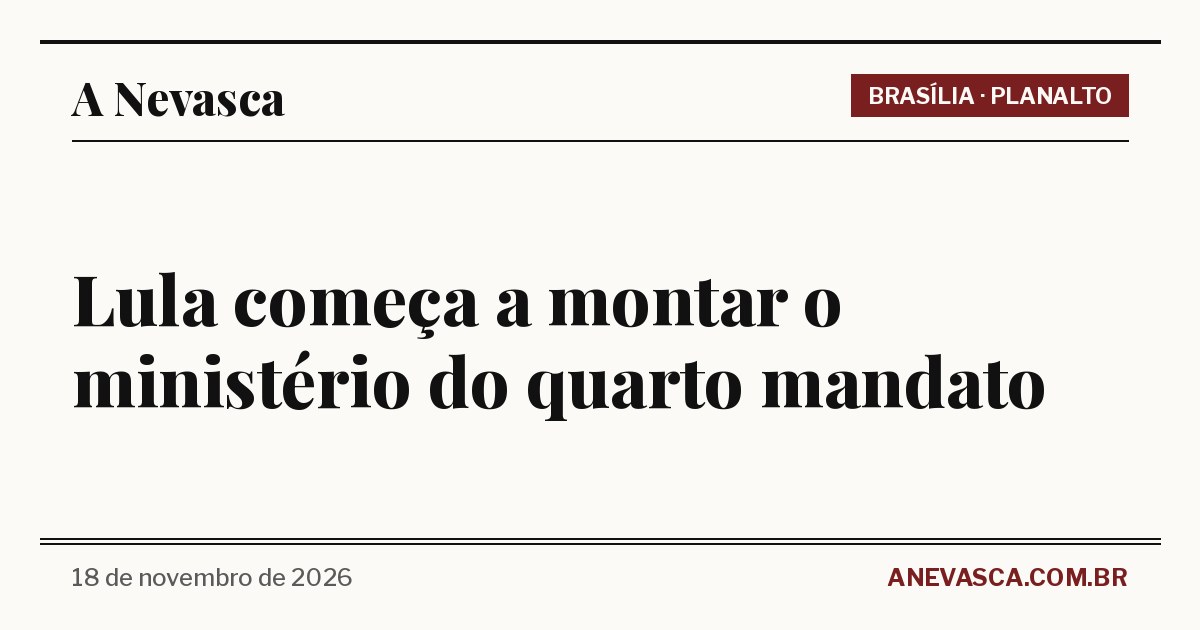 A Nevasca
BRASÍLIA · PLANALTO
Lula começa a montar o
ministério do quarto mandato
18 de novembro de 2026
ANEVASCA.COM.BR